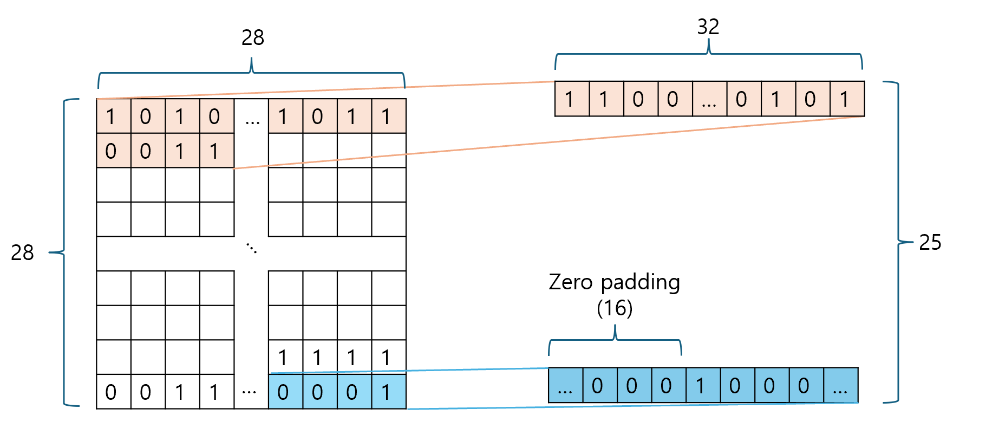 28
32
1 1 0 0 ... 0 1 0 1
1 0 1 0 ... 1 0 1 1
0 0 1 1
28
⋱
25
Zero padding
(16)
1 1 1 1
0 0 1 1 ... 0 0 0 1
... 0 0 0 1 0 0 0 ...